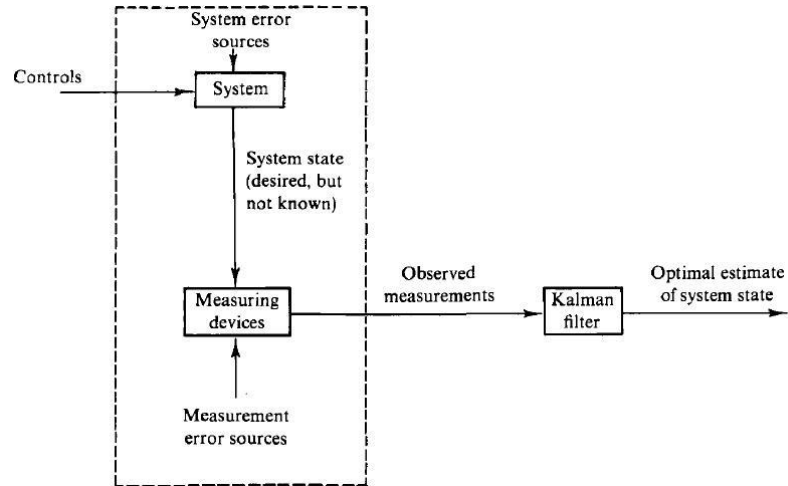 System error
sources
Controls
System
System state
(desired, but
not known)
Measuring
devices
Observed
measurements
Kalman
filter
Optimal estimate
of system state
Measurement
error sources